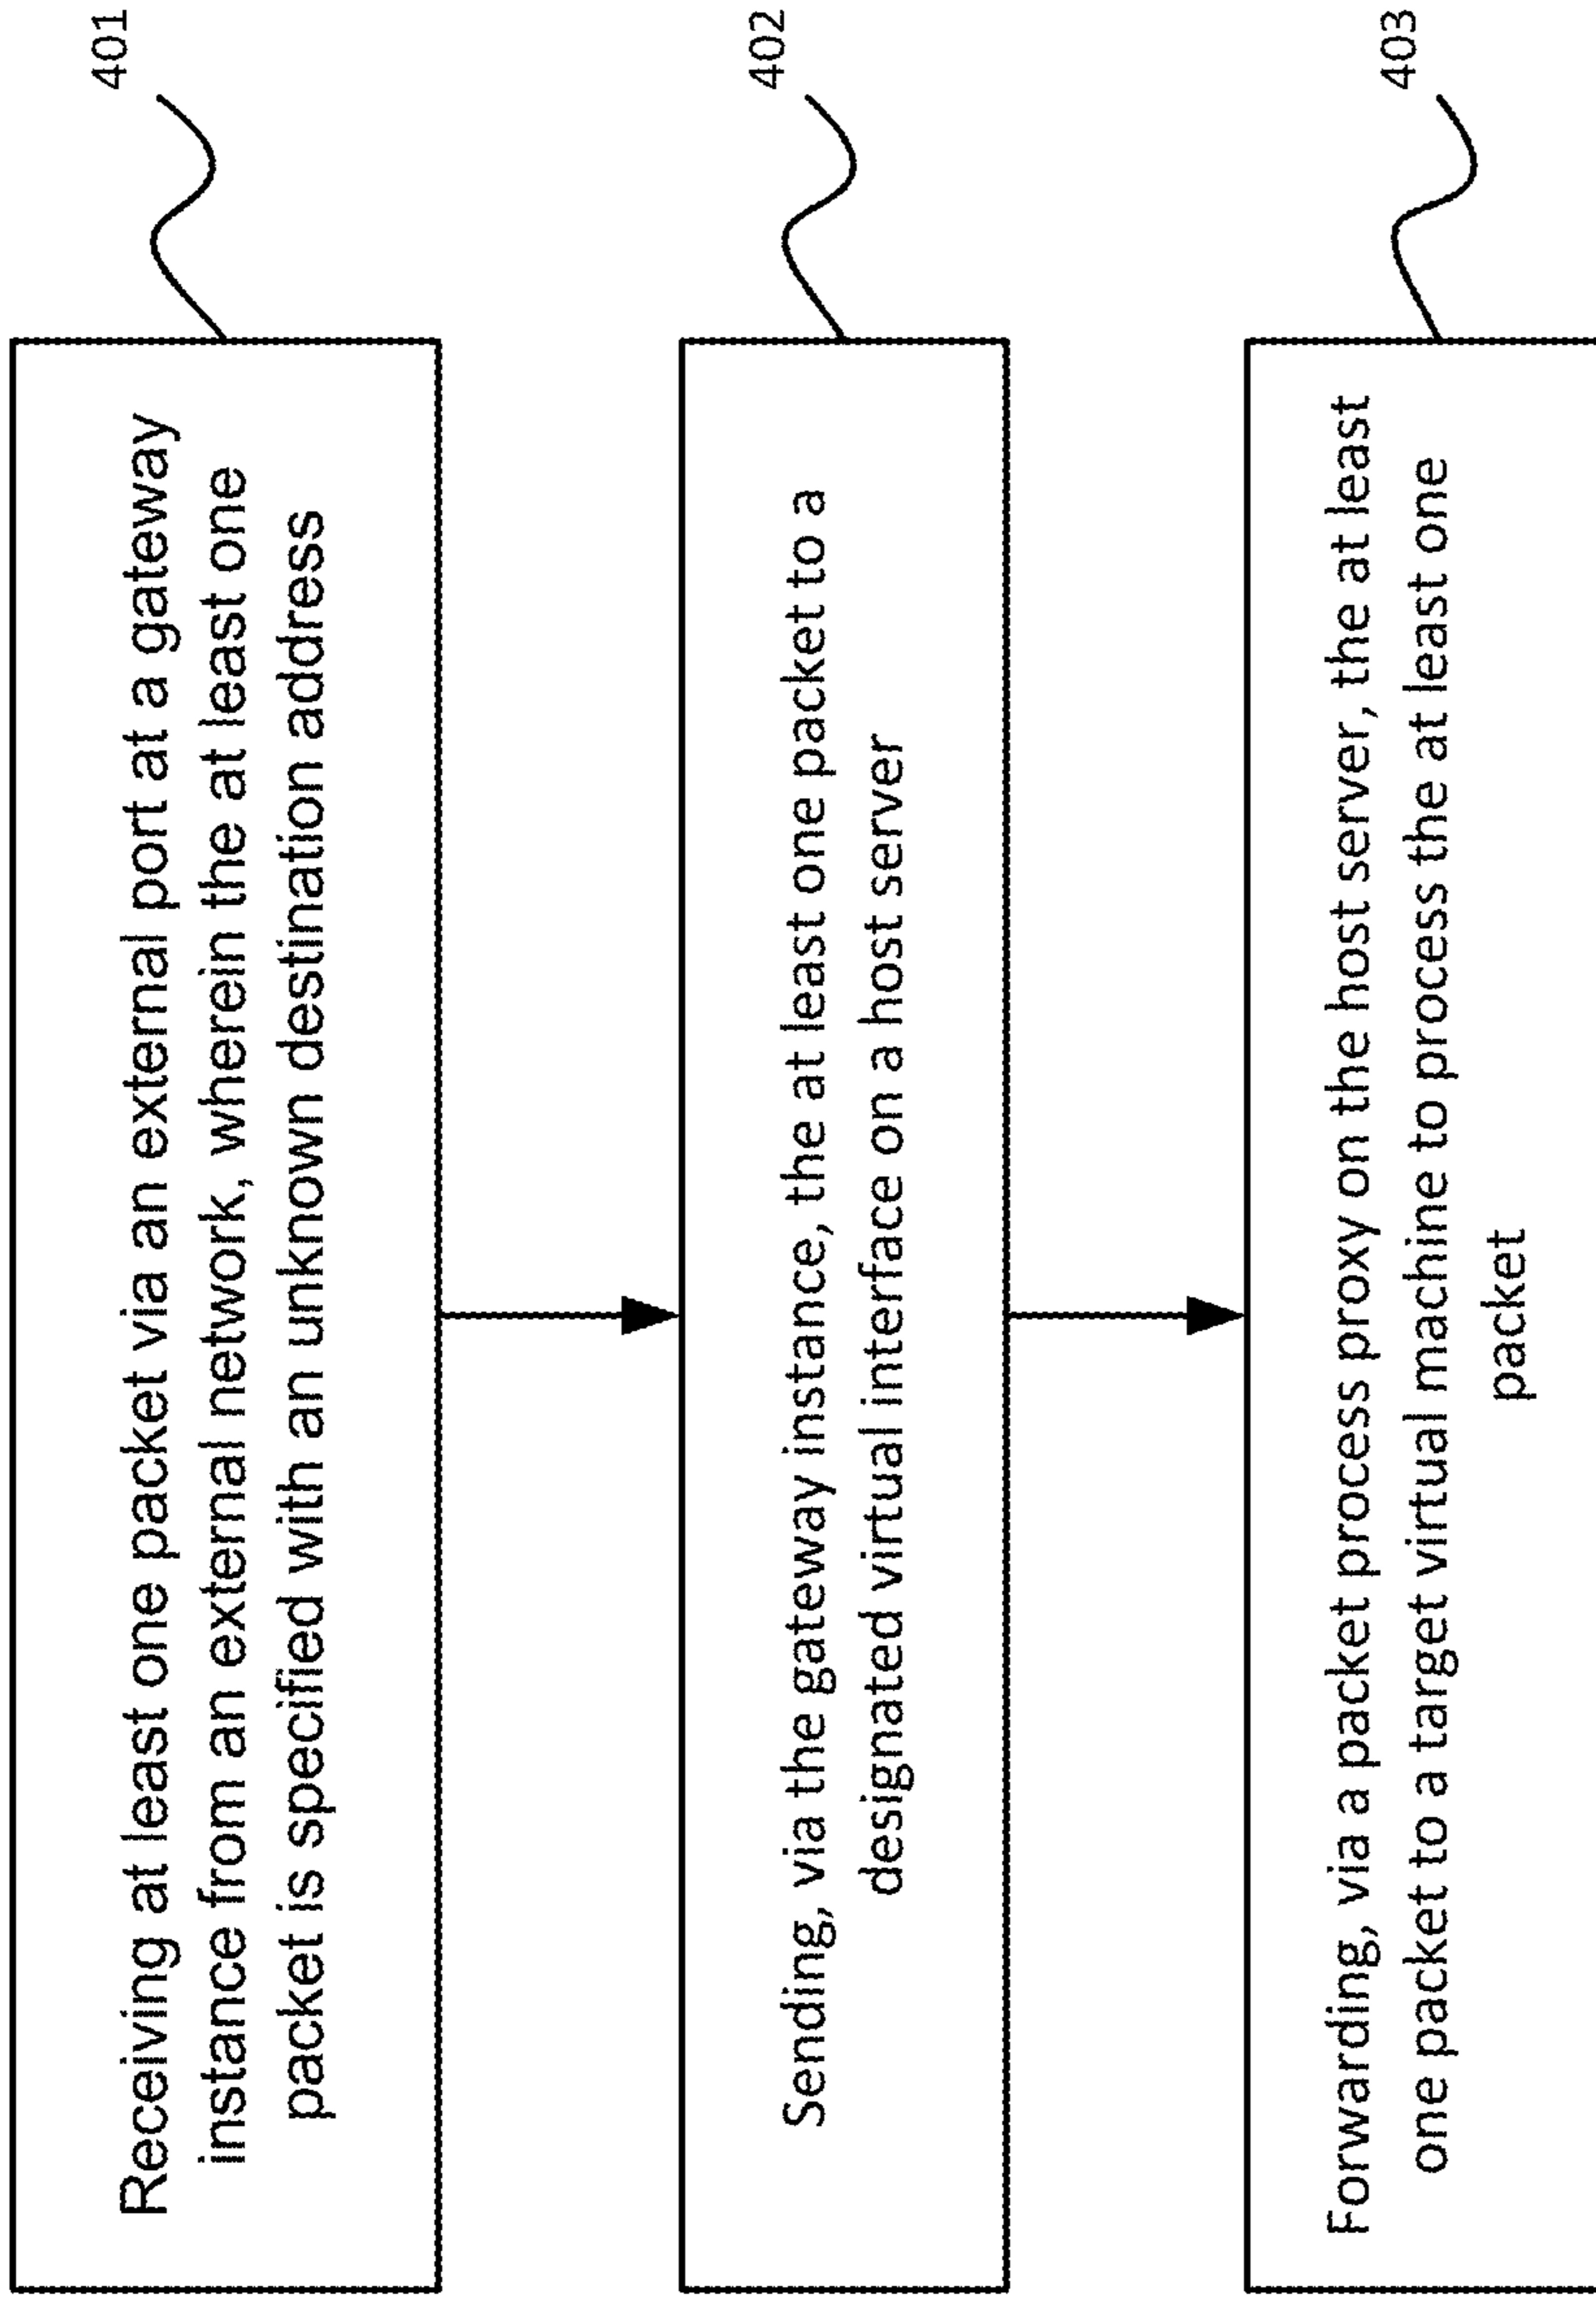 Receiving at least one packet via an external port at a gateway
instance from an external network, wherein the at least one
packet is specified with an unknown destination address
401
Sending, via the gateway instance, the at least one packet to a
designated virtual interface on a host server
402
Forwarding, via a packet process proxy on the host server, the at least
one packet to a target virtual machine to process the at least one
packet
403